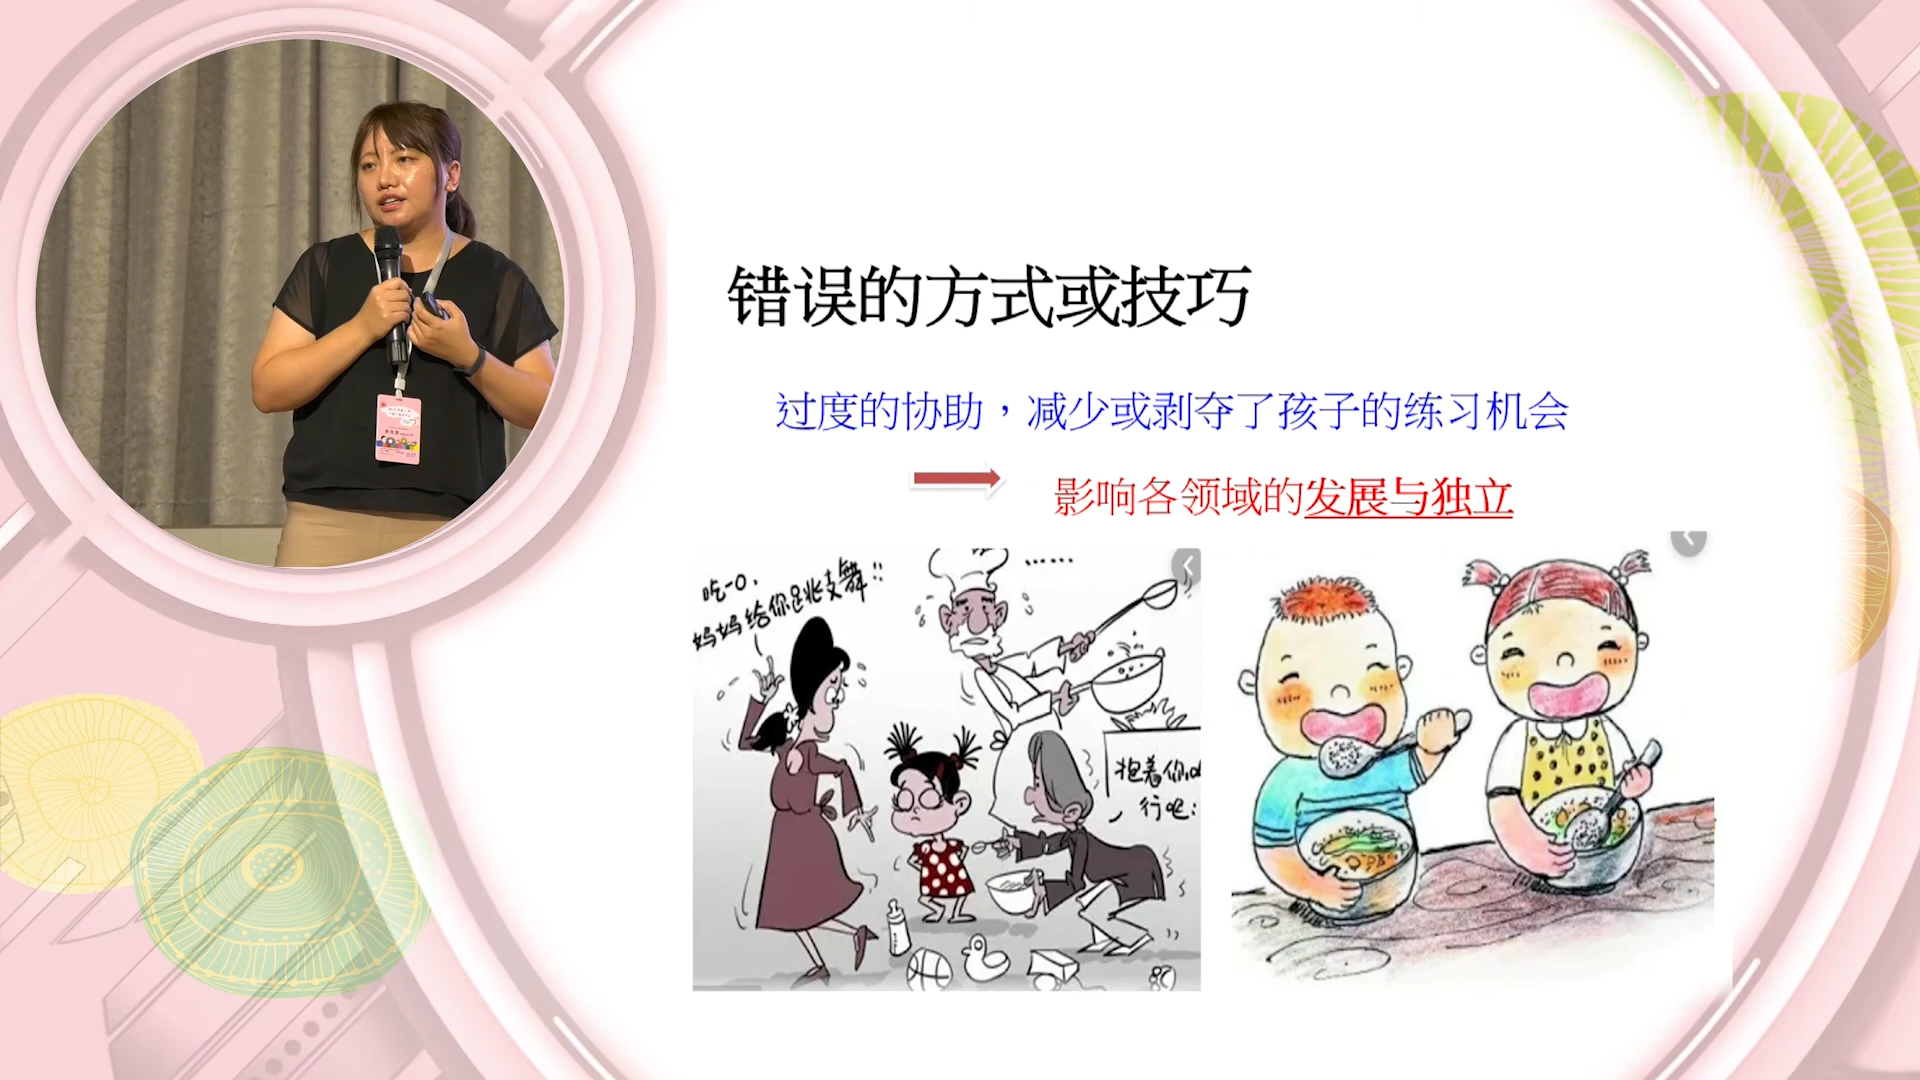 错误的方式或技巧
过度的协助，减少或剥夺了孩子的练习机会
影响各领域的发展与独立
吃一口，
妈妈给你跳支舞!!
……
抱着你
行吧: